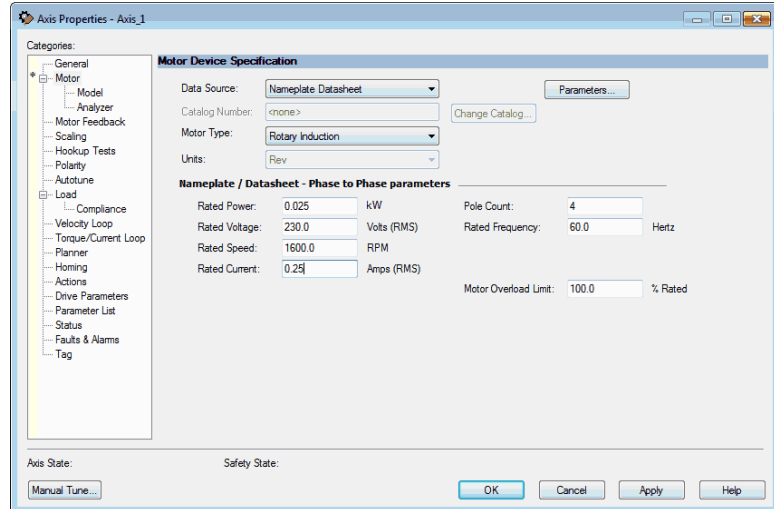 Axis Properties - Axis_1
Categories:
General
* Motor
Model
Analyzer
Motor Feedback
Scaling
Hookup Tests
Polarity
Autotune
Load
Compliance
Velocity Loop
Torque/Current Loop
Planner
Homing
Actions
Drive Parameters
Parameter List
Status
Faults & Alarms
Tag
Motor Device Specification
Data Source: Nameplate Datasheet Parameters...
Catalog Number: <none> Change Catalog...
Motor Type: Rotary Induction
Units: Rev
Nameplate / Datasheet - Phase to Phase parameters
Rated Power: 0.025 kW Pole Count: 4
Rated Voltage: 230.0 Volts (RMS) Rated Frequency: 60.0 Hertz
Rated Speed: 1600.0 RPM
Rated Current: 0.25 Amps (RMS)
Motor Overload Limit: 100.0 % Rated
Axis State: Safety State:
Manual Tune... OK Cancel Apply Help